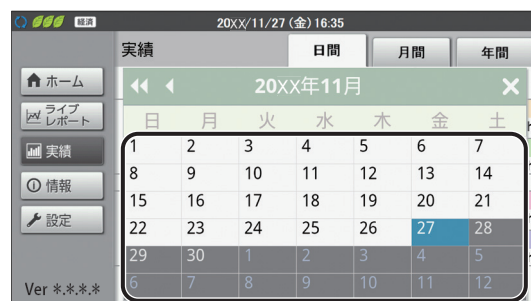 経済 20XX/11/27 (金) 16:35
実績 日間 月間 年間
ホーム
ライブレポート
実績
情報
設定
Ver *.*.*.*
20XX年11月
日 月 火 水 木 金 土
1 2 3 4 5 6 7
8 9 10 11 12 13 14
15 16 17 18 19 20 21
22 23 24 25 26 27 28
29 30 1 2 3 4 5
6 7 8 9 10 11 12